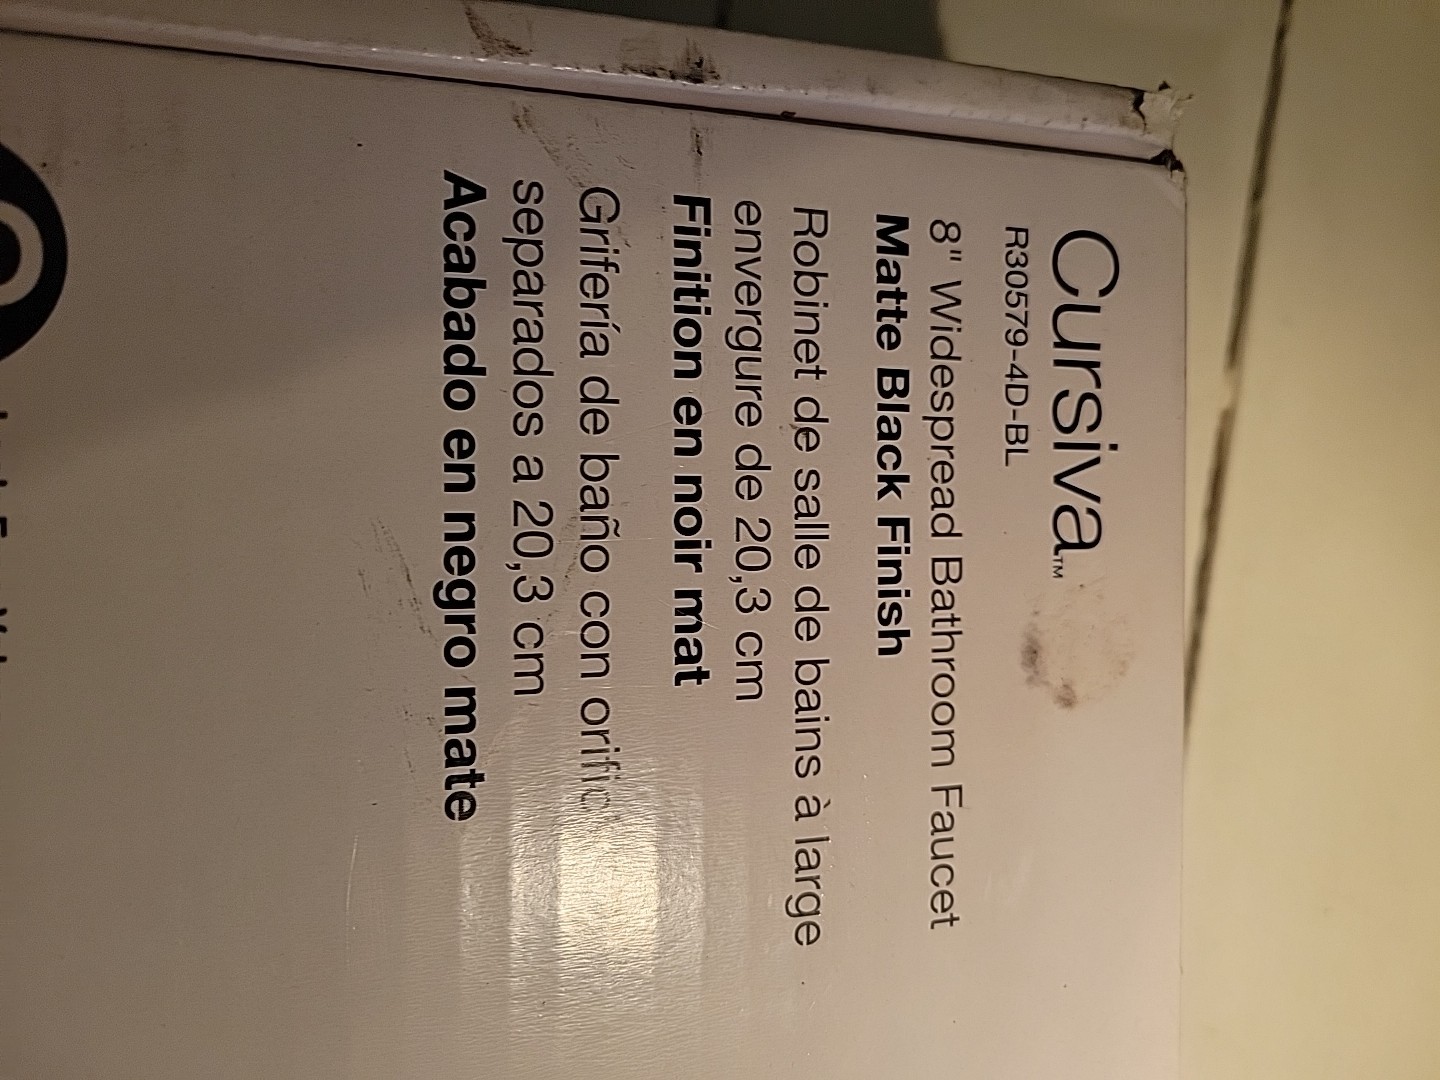 Cursiva™
R30579-4D-BL
8" Widespread Bathroom Faucet
Matte Black Finish
Robinet de salle de bains à large
envergure de 20,3 cm
Finition en noir mat
Grifería de baño con
separados a 20,3 cm
Acabado en negro mate